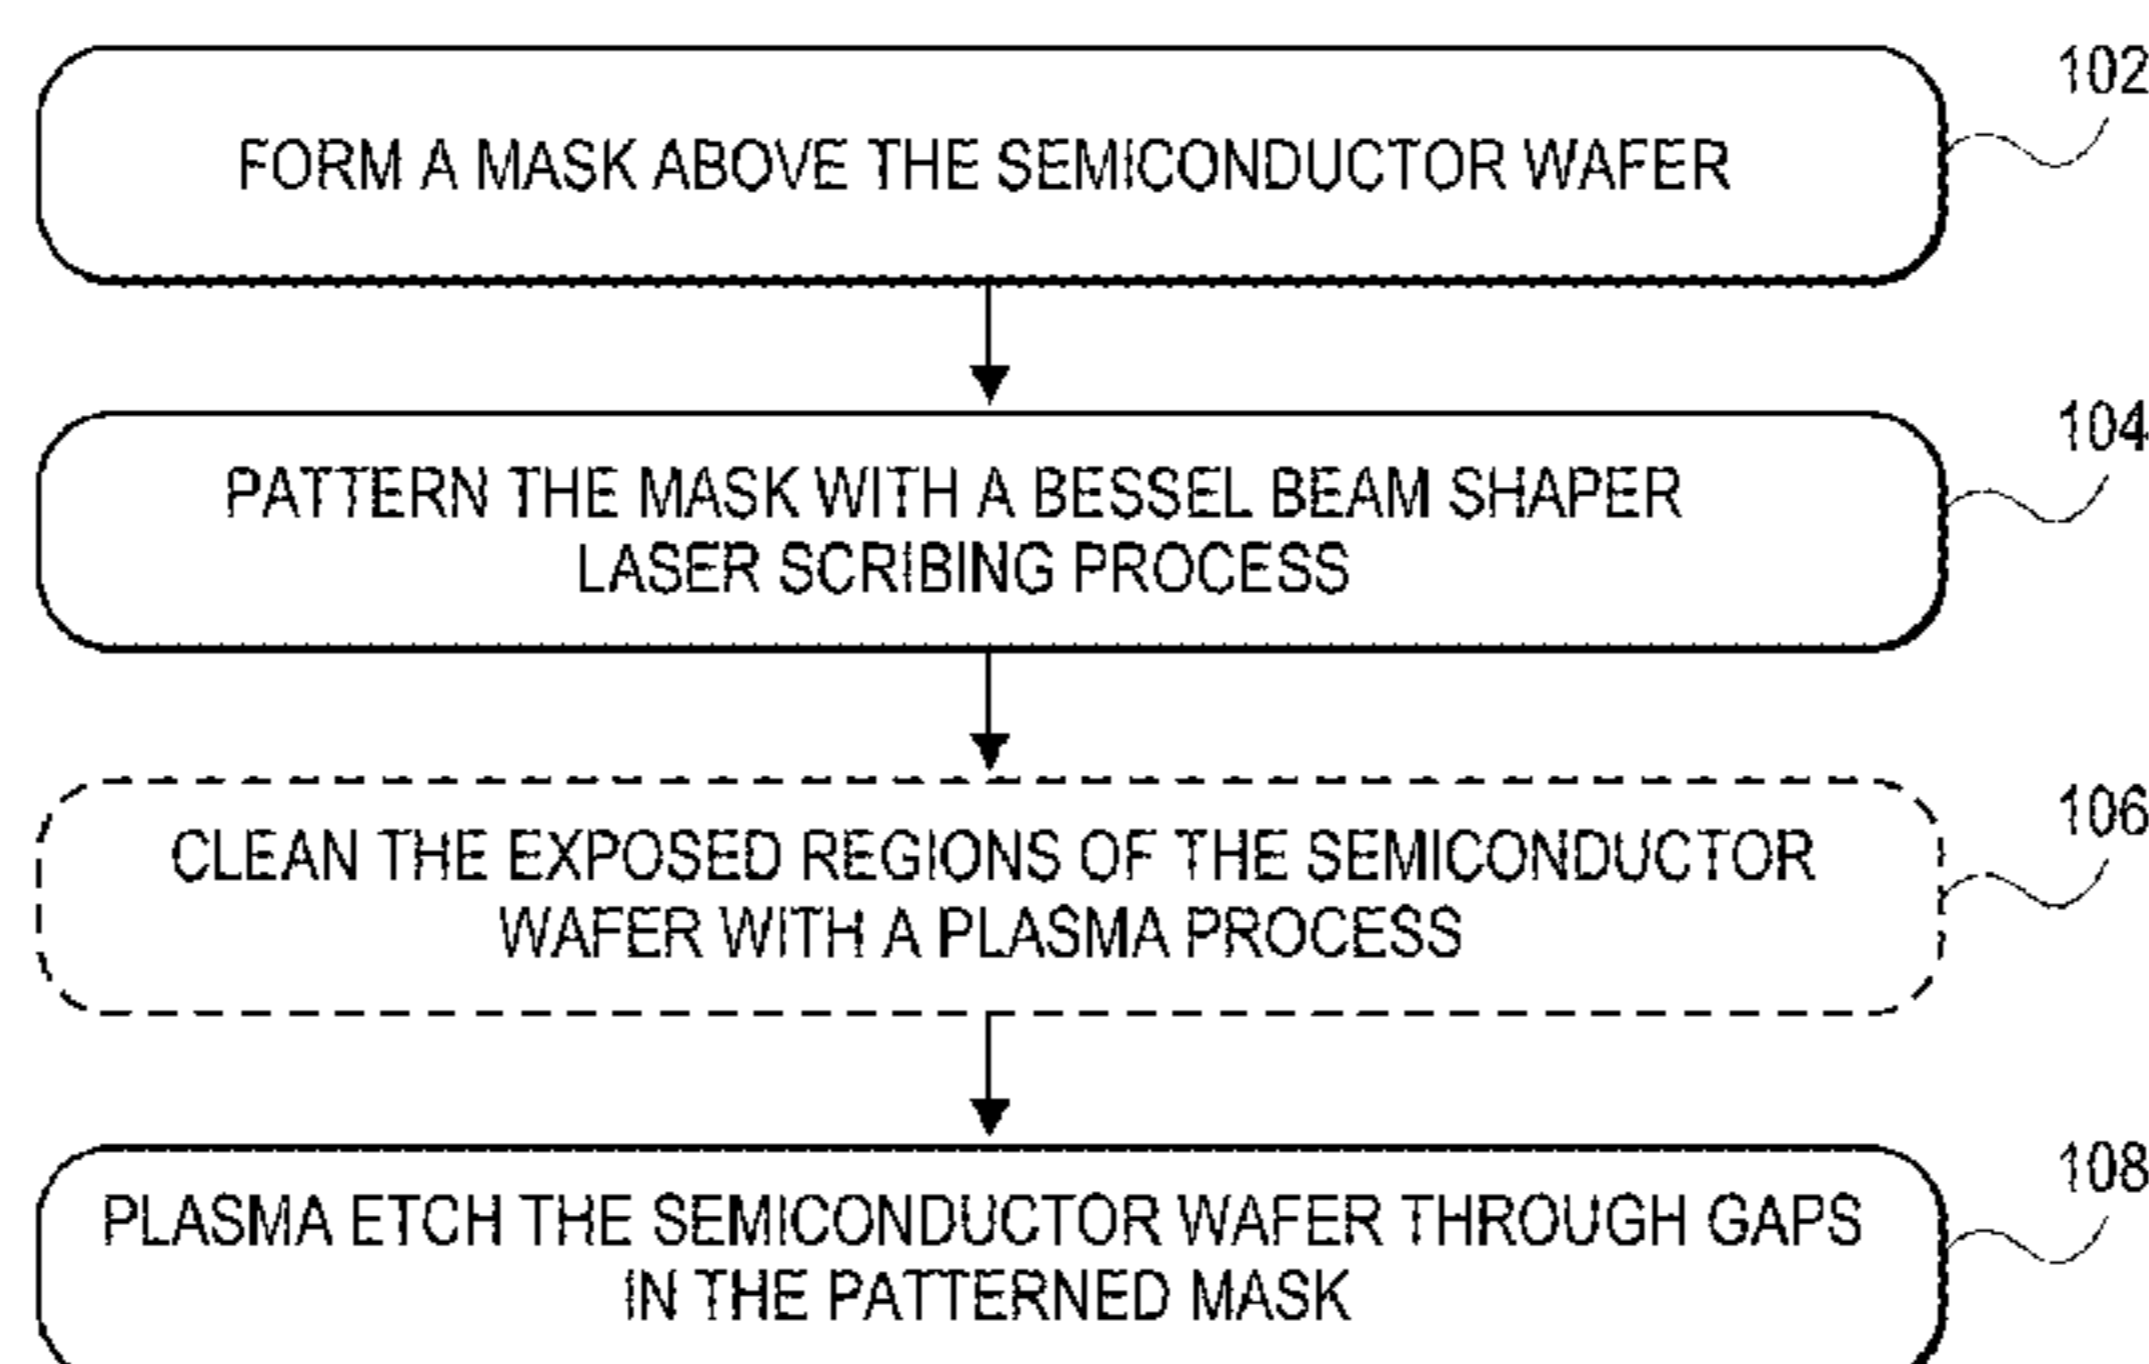 FORM A MASK ABOVE THE SEMICONDUCTOR WAFER
102
PATTERN THE MASK WITH A BESSEL BEAM SHAPER
LASER SCRIBING PROCESS
104
CLEAN THE EXPOSED REGIONS OF THE SEMICONDUCTOR
WAFER WITH A PLASMA PROCESS
106
PLASMA ETCH THE SEMICONDUCTOR WAFER THROUGH GAPS
IN THE PATTERNED MASK
108